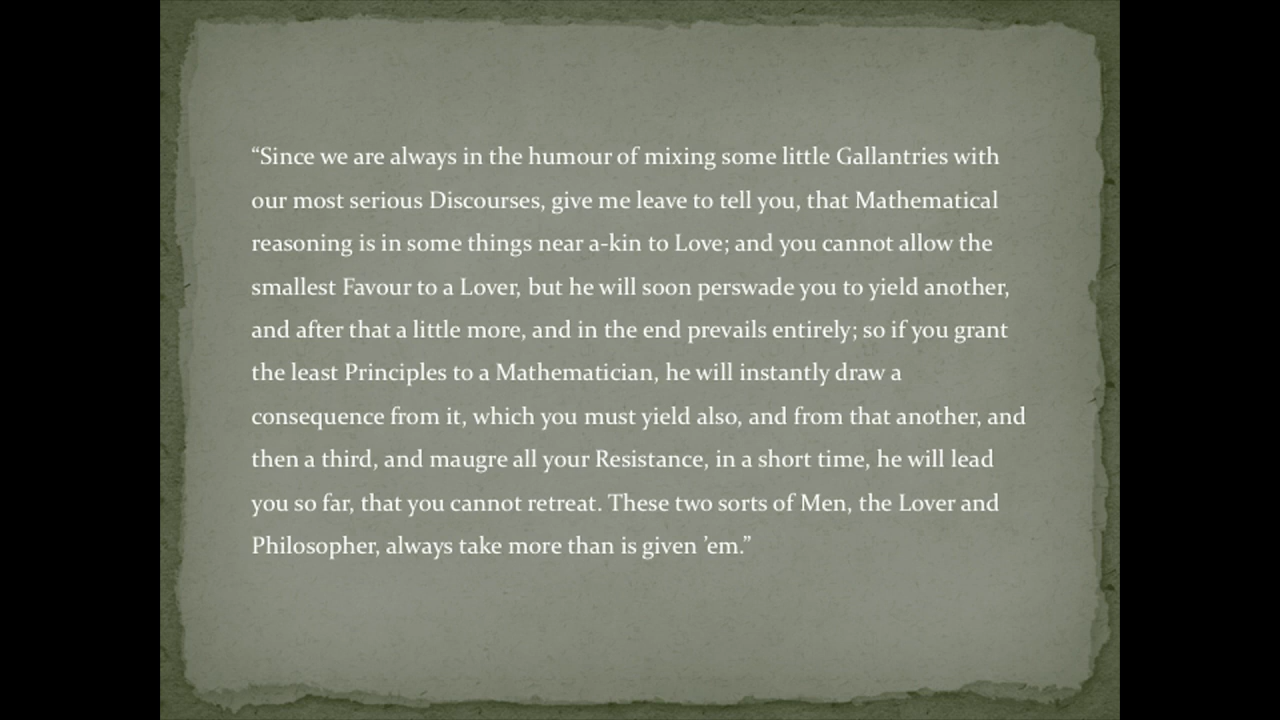 “Since we are always in the humour of mixing some little Gallantries with
our most serious Discourses, give me leave to tell you, that Mathematical
reasoning is in some things near a-kin to Love; and you cannot allow the
smallest Favour to a Lover, but he will soon perswade you to yield another,
and after that a little more, and in the end prevails entirely; so if you grant
the least Principles to a Mathematician, he will instantly draw a
consequence from it, which you must yield also, and from that another, and
then a third, and maugre all your Resistance, in a short time, he will lead
you so far, that you cannot retreat. These two sorts of Men, the Lover and
Philosopher, always take more than is given ’em.”